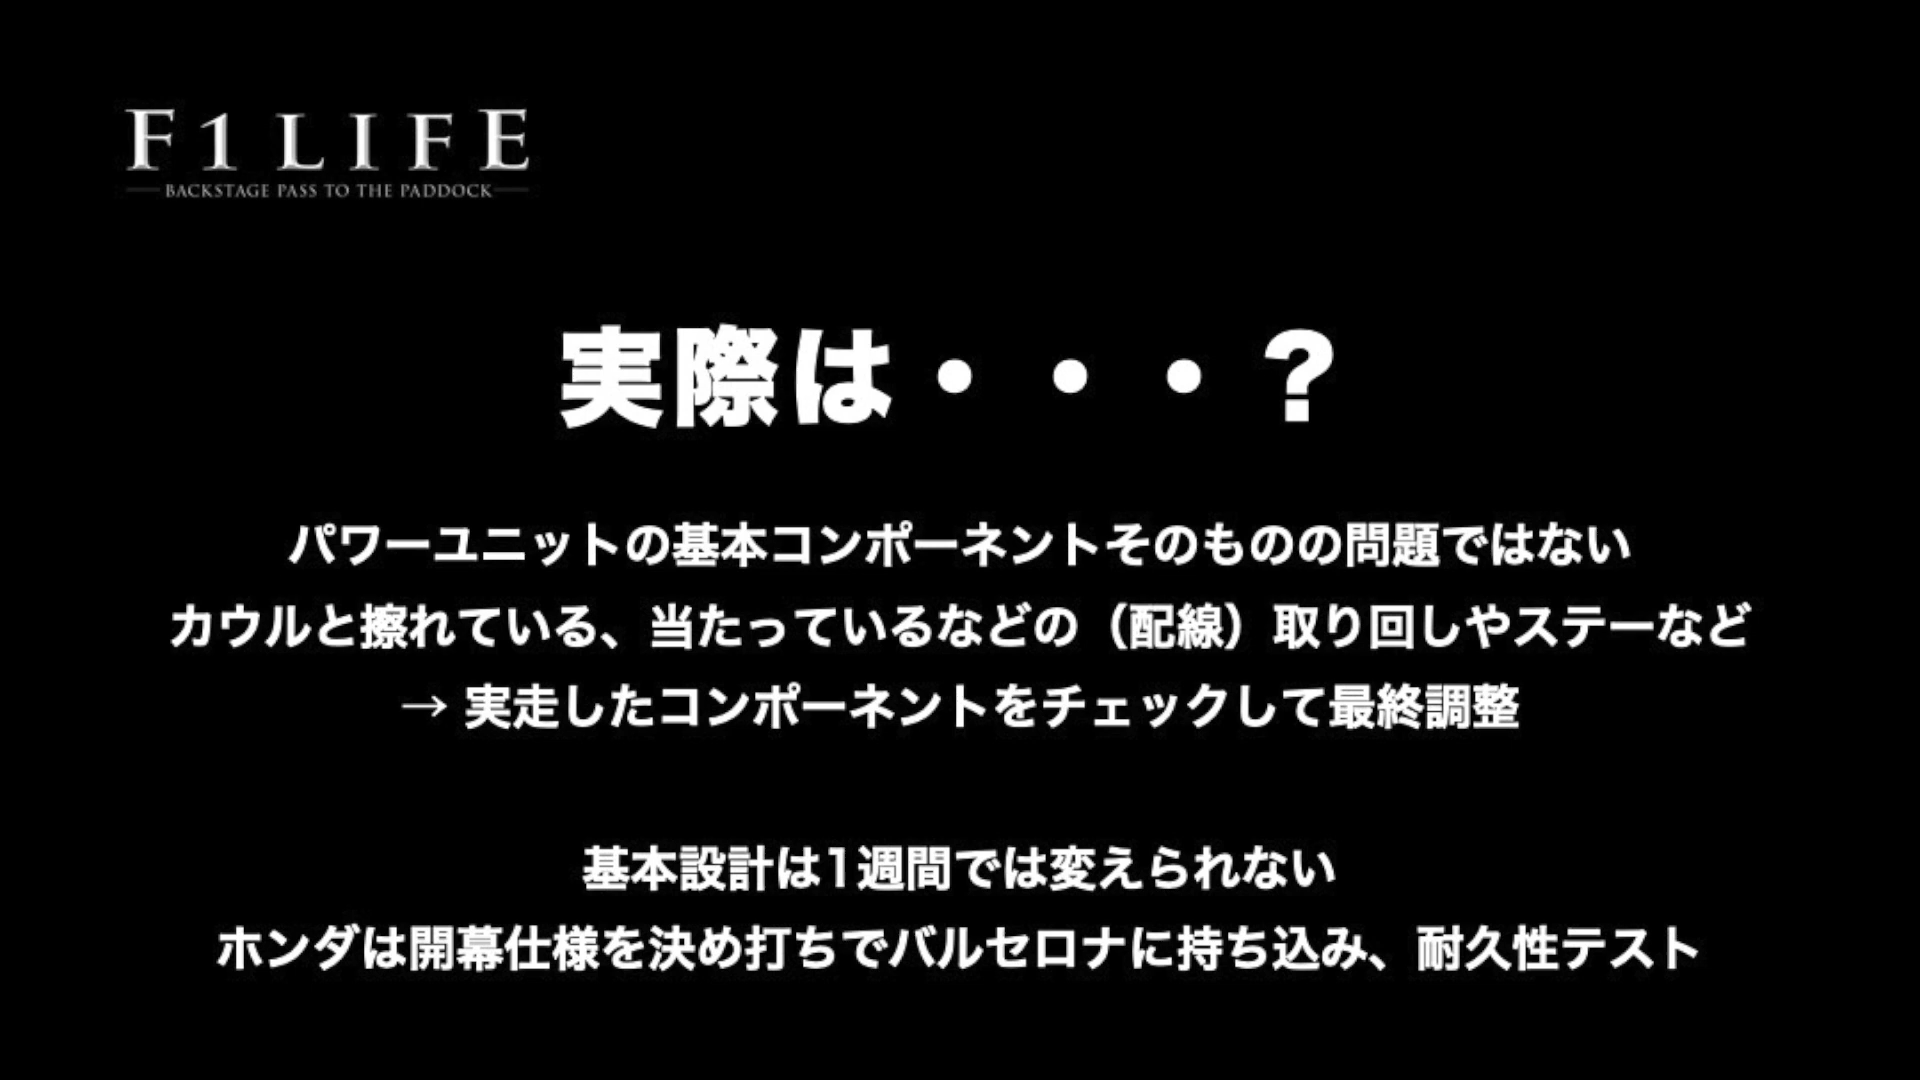 F1 LIFE
BACKSTAGE PASS TO THE PADDOCK
実際は・・・？
パワーユニットの基本コンポーネントそのものの問題ではない
カウルと擦れている、当たっているなどの（配線）取り回しやステーなど
→ 実走したコンポーネントをチェックして最終調整
基本設計は1週間では変えられない
ホンダは開幕仕様を決め打ちでバルセロナに持ち込み、耐久性テスト